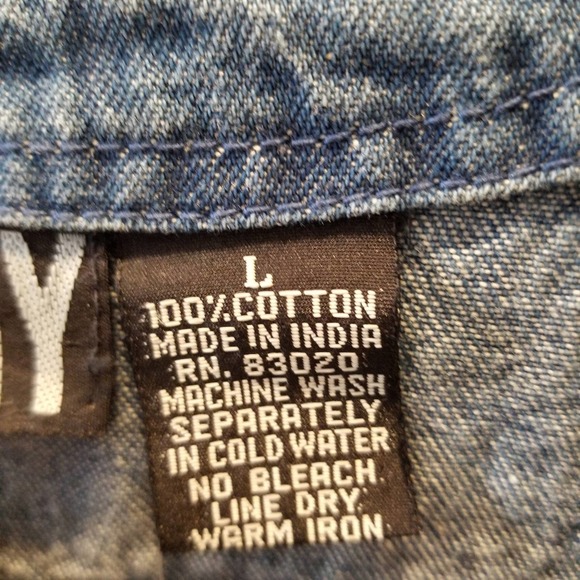 Y
L
100% COTTON
MADE IN INDIA
RN. 83020
MACHINE WASH
SEPARATELY
IN COLD WATER
NO BLEACH
LINE DRY
WARM IRON